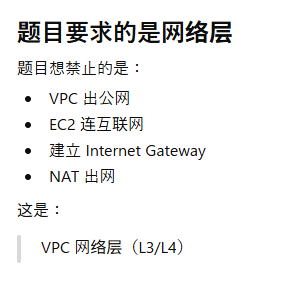 题目要求的是网络层
题目想禁止的是：
• VPC 出公网
• EC2 连互联网
• 建立 Internet Gateway
• NAT 出网
这是：
VPC 网络层（L3/L4）